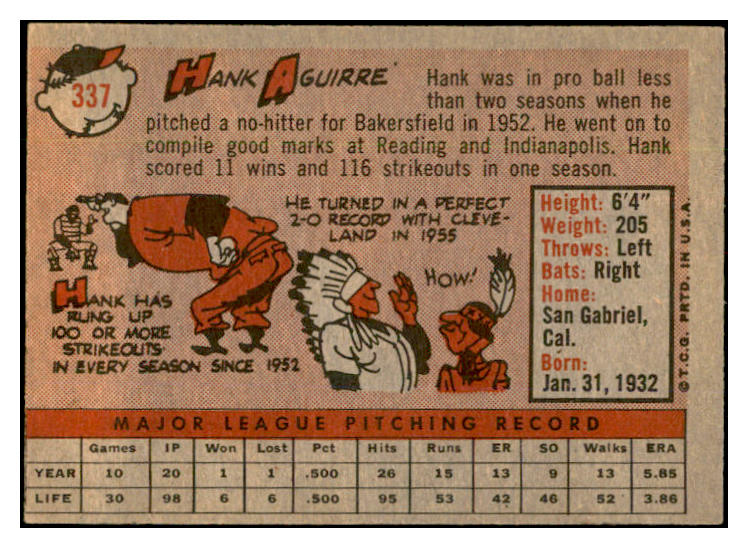 337
HANK AGUIRRE
Hank was in pro ball less
than two seasons when he
pitched a no-hitter for Bakersfield in 1952. He went on to
compile good marks at Reading and Indianapolis. Hank
scored 11 wins and 116 strikeouts in one season.
HE TURNED IN A PERFECT
2-0 RECORD WITH CLEVE-
LAND IN 1955
HOW!
HANK HAS
RUNG UP
100 OR MORE
STRIKEOUTS
IN EVERY SEASON SINCE 1952
Height: 6'4"
Weight: 205
Throws: Left
Bats: Right
Home:
San Gabriel,
Cal.
Born:
Jan. 31, 1932
©T.C.G. PRTD. IN U.S.A.
MAJOR LEAGUE PITCHING RECORD
Games IP Won Lost Pct Hits Runs ER SO Walks ERA
YEAR 10 20 1 1 .500 26 15 13 9 13 5.85
LIFE 30 98 6 6 .500 95 53 42 46 52 3.86